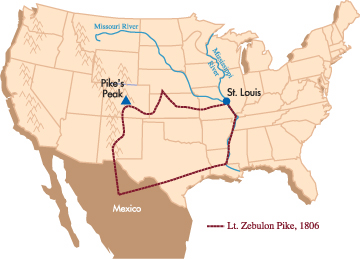 Missouri River
Mississippi
River
Pike's
Peak
St. Louis
Mexico
Lt. Zebulon Pike, 1806